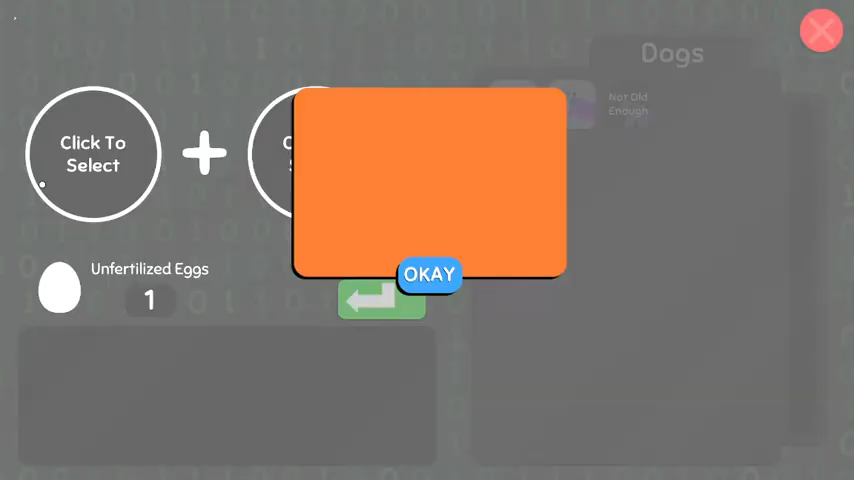 Dogs
Not Old
Enough
Click To
Select
Unfertilized Eggs
1
OKAY